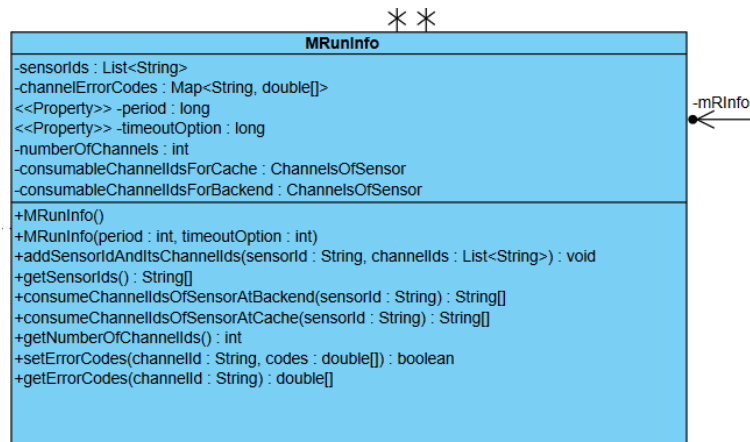 * *
MRunInfo
-sensorIds : List<String>
-channelErrorCodes : Map<String, double[]>
<<Property>> -period : long
<<Property>> -timeoutOption : long
-numberOfChannels : int
-consumableChannelIdsForCache : ChannelsOfSensor
-consumableChannelIdsForBackend : ChannelsOfSensor
-mRInfo
+MRunInfo()
+MRunInfo(period : int, timeoutOption : int)
+addSensorIdAndItsChannelIds(sensorId : String, channelIds : List<String>) : void
+getSensorIds() : String[]
+consumeChannelIdsOfSensorAtBackend(sensorId : String) : String[]
+consumeChannelIdsOfSensorAtCache(sensorId : String) : String[]
+getNumberOfChannelIds() : int
+setErrorCodes(channelId : String, codes : double[]) : boolean
+getErrorCodes(channelId : String) : double[]